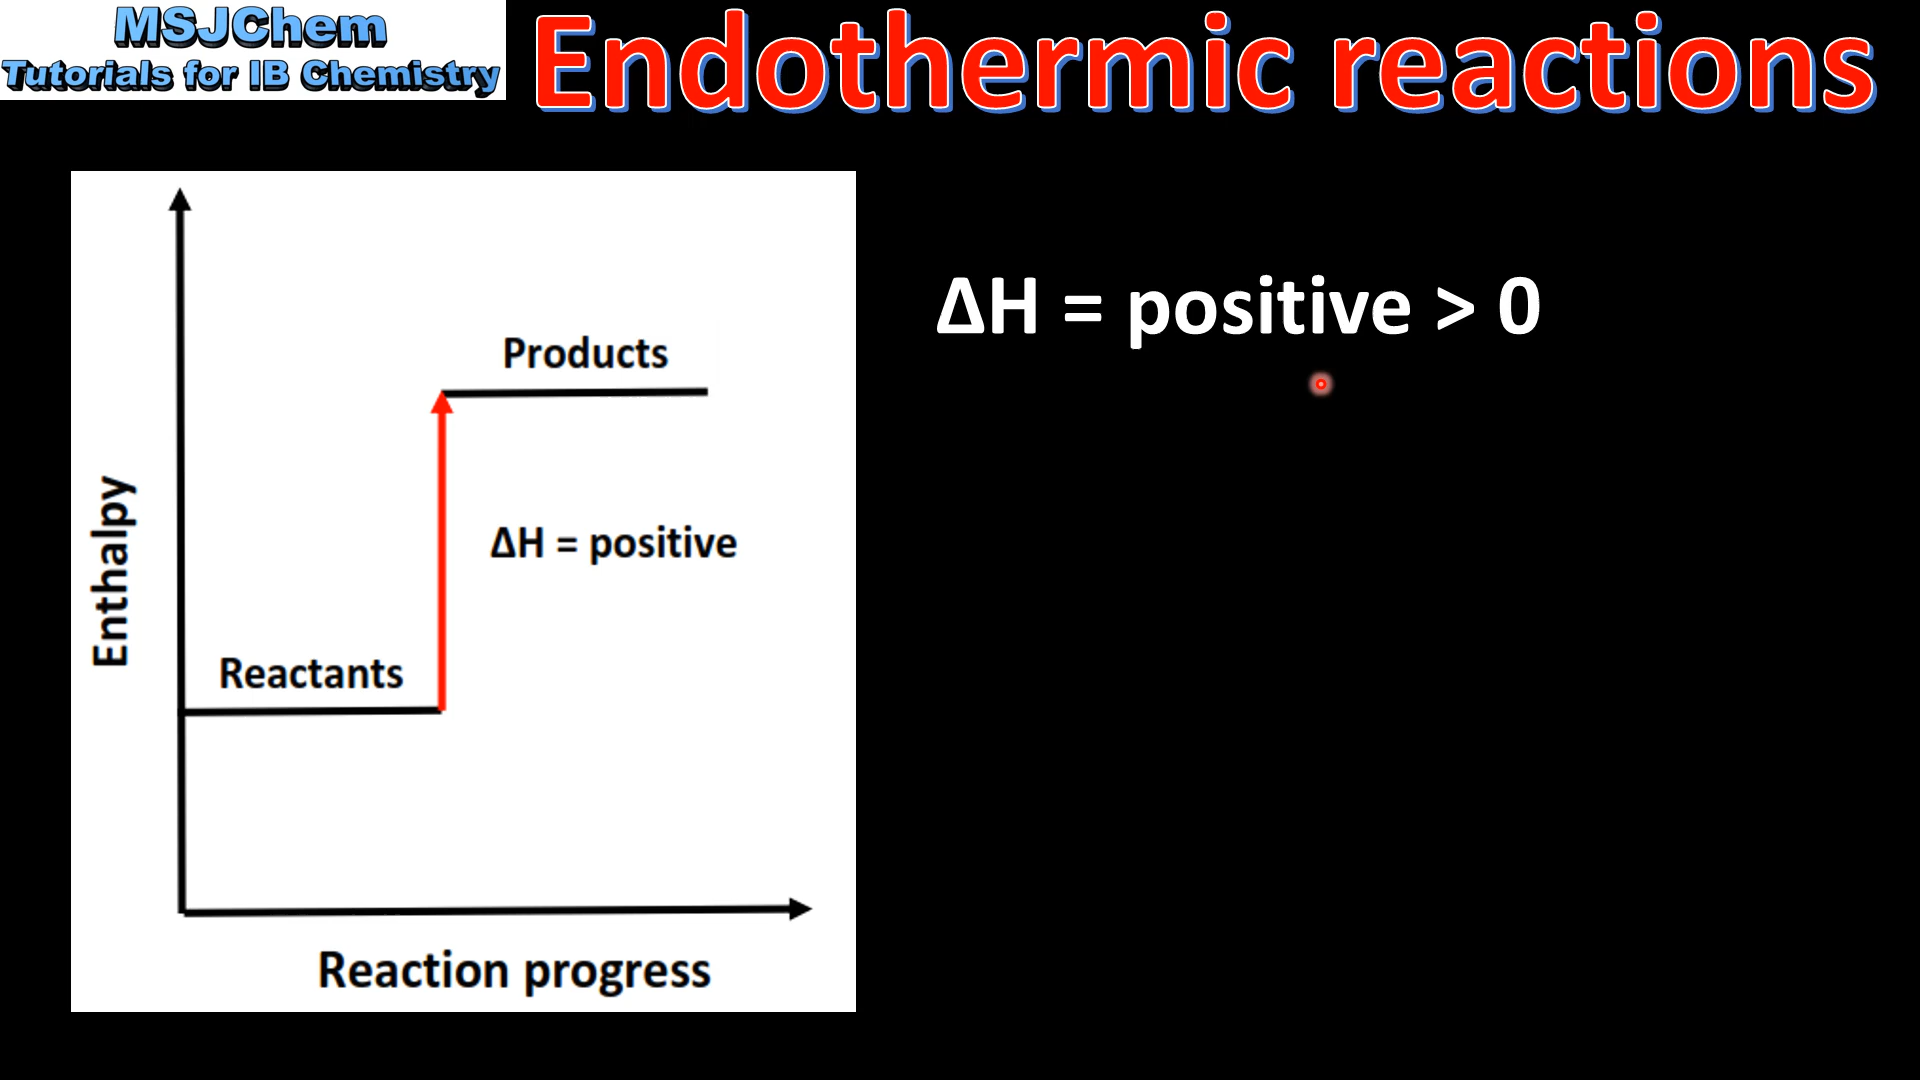 MSJChem
Tutorials for IB Chemistry
Endothermic reactions
ΔH = positive > 0
Products
ΔH = positive
Enthalpy
Reactants
Reaction progress